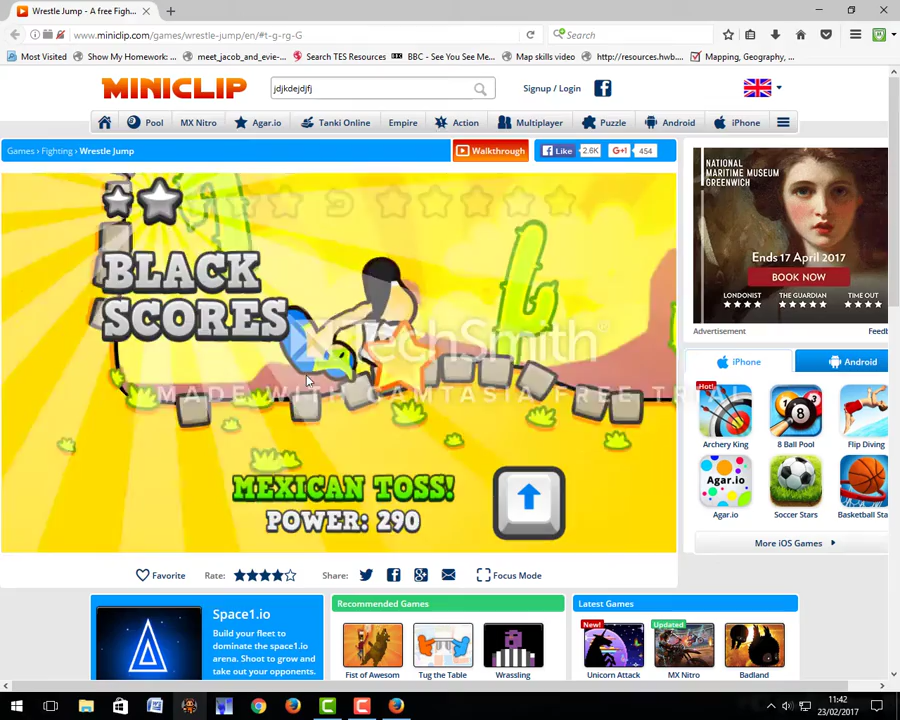 Wrestle Jump - A free Figh...
www.miniclip.com/games/wrestle-jump/en/#t-g-rg-G
Search
Most Visited
Show My Homework: ...
meet_jacob_and_evie-...
Search TES Resources
BBC - See You See Me...
Map skills video
http://resources.hwb....
Mapping, Geography, ...
MINICLIP
jdjkdejdjfj
Signup / Login
Pool
MX Nitro
Agar.io
Tanki Online
Empire
Action
Multiplayer
Puzzle
Android
iPhone
Games › Fighting › Wrestle Jump
Walkthrough
Like
2.6K
G+1
454
BLACK
SCORES
TechSmith®
MADE WITH CAMTASIA FREE TRIAL
MEXICAN TOSS!
POWER: 290
NATIONAL
MARITIME MUSEUM
GREENWICH
Ends 17 April 2017
BOOK NOW
LONDONIST
THE GUARDIAN
TIME OUT
Advertisement
Feedb
iPhone
Android
Hot!
8
Archery King
8 Ball Pool
Flip Diving
Agar.io
Agar.io
Soccer Stars
Basketball Sta
More iOS Games
Favorite
Rate:
Share:
Focus Mode
Space1.io
Build your fleet to
dominate the space1.io
arena. Shoot to grow and
take out your opponents.
Recommended Games
Fist of Awesom
Tug the Table
Wrassling
Latest Games
New!
Updated
Unicorn Attack
MX Nitro
Badland
11:42
23/02/2017